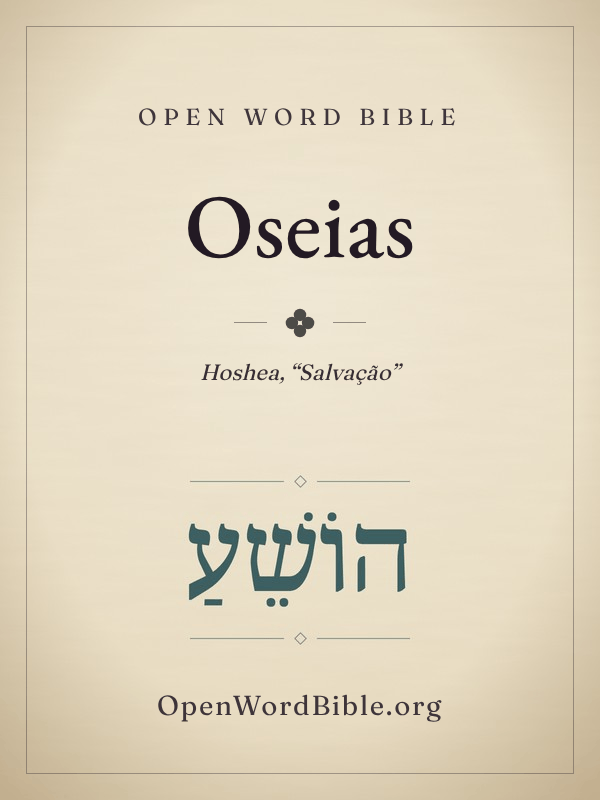 OPEN WORD BIBLE
Oseias
Hoshea, “Salvação”
הוֹשֵׁעַ
OpenWordBible.org